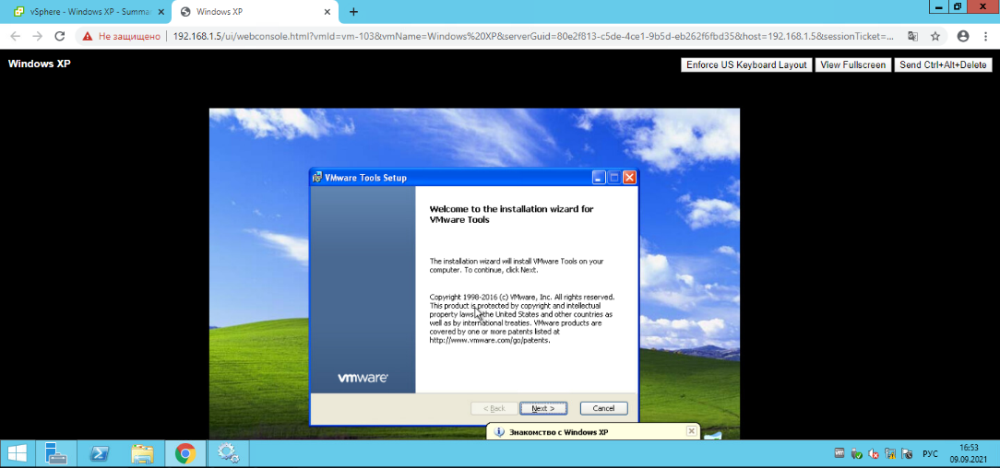 vSphere - Windows XP - Summa
Windows XP
Не защищено
192.168.1.5/ui/webconsole.html?vmId=vm-103&vmName=Windows%20XP&serverGuid=80e2f813-c5de-4ce1-9b5d-eb262f6fbd35&host=192.168.1.5&sessionTicket=...
Windows XP
Enforce US Keyboard Layout
View Fullscreen
Send Ctrl+Alt+Delete
VMware Tools Setup
Welcome to the installation wizard for
VMware Tools
The installation wizard will install VMware Tools on your
computer. To continue, click Next.
Copyright 1998-2016 (c) VMware, Inc. All rights reserved.
This product is protected by copyright and intellectual
property laws in the United States and other countries as
well as by international treaties. VMware products are
covered by one or more patents listed at
http://www.vmware.com/go/patents.
vmware
< Back
Next >
Cancel
Знакомство с Windows XP
РУС
16:53
09.09.2021